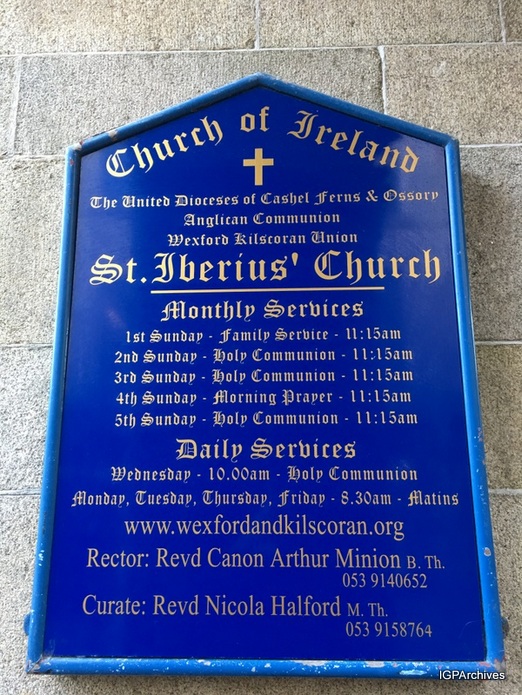 Church of Ireland
The United Dioceses of Cashel Ferns & Ossory
Anglican Communion
Wexford Kilscoran Union
St. Iberius' Church
Monthly Services
1st Sunday - Family Service - 11:15am
2nd Sunday - Holy Communion - 11:15am
3rd Sunday - Holy Communion - 11:15am
4th Sunday - Morning Prayer - 11:15am
5th Sunday - Holy Communion - 11:15am
Daily Services
Wednesday - 10.00am - Holy Communion
Monday, Tuesday, Thursday, Friday - 8.30am - Matins
www.wexfordandkilscoran.org
Rector: Revd Canon Arthur Minion B. Th.
053 9140652
Curate: Revd Nicola Halford M. Th.
053 9158764
IGPArchives